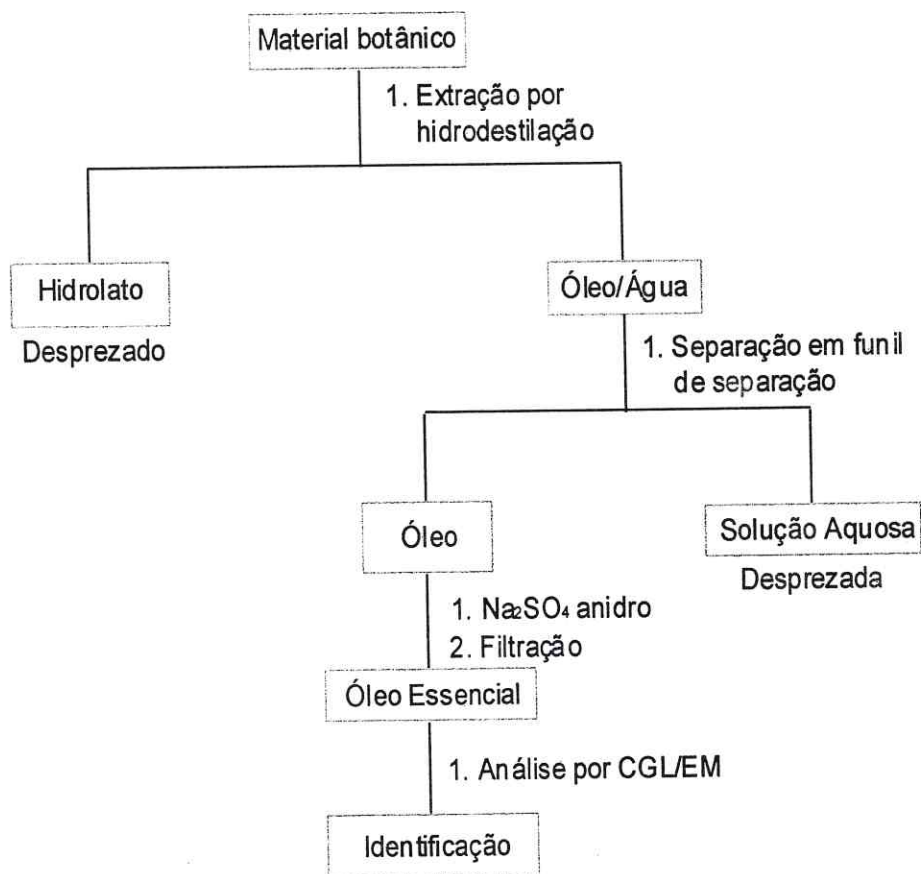 Material botânico
1. Extração por
hidrodestilação
Hidrolato
Desprezado
Óleo/Água
1. Separação em funil
de separação
Óleo
Solução Aquosa
Desprezada
1. Na₂SO₄ anidro
2. Filtração
Óleo Essencial
1. Análise por CGL/EM
Identificação